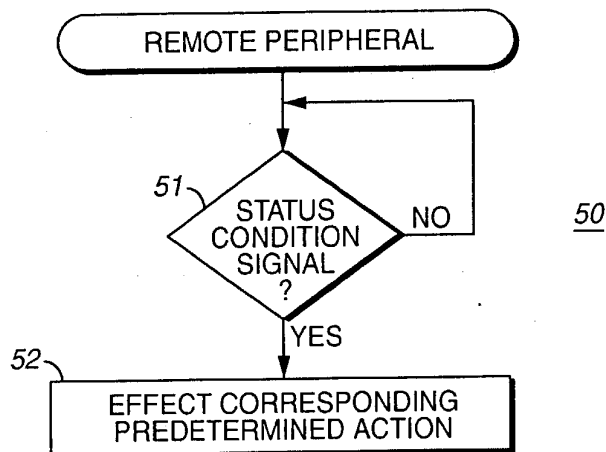 REMOTE PERIPHERAL
51
STATUS
CONDITION
SIGNAL
?
NO
50
YES
52
EFFECT CORRESPONDING
PREDETERMINED ACTION